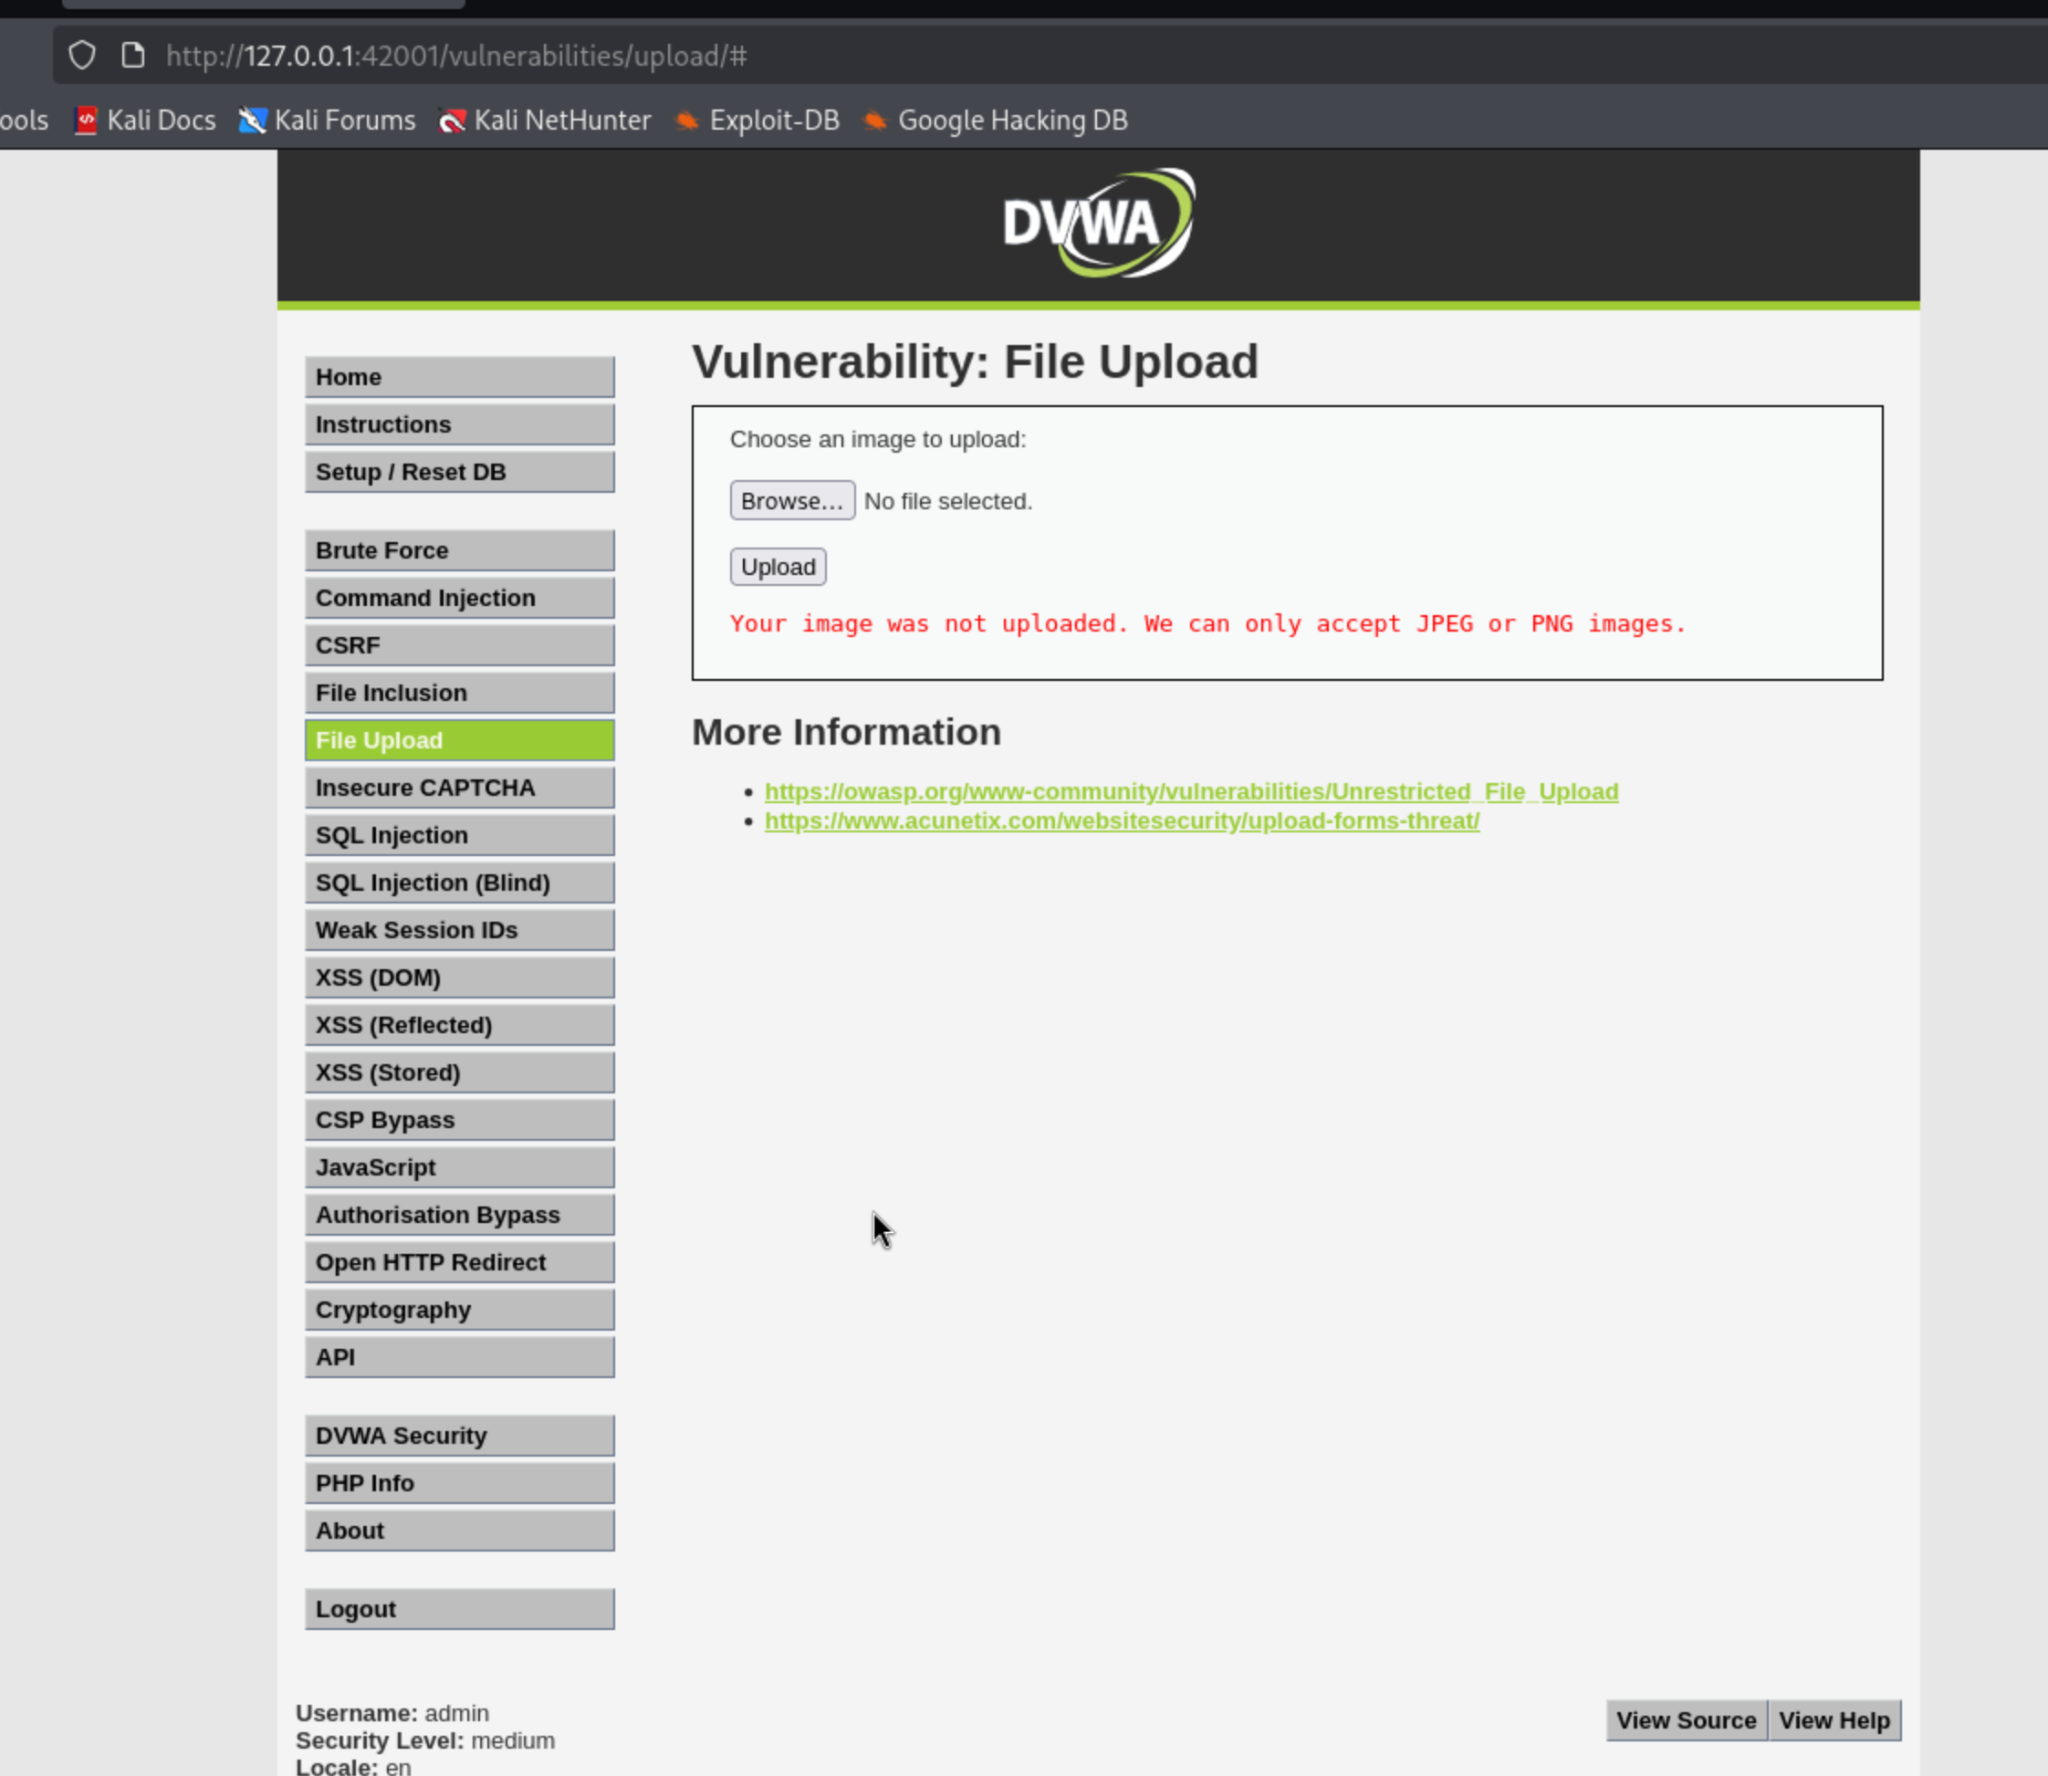 http://127.0.0.1:42001/vulnerabilities/upload/#
ools Kali Docs Kali Forums Kali NetHunter Exploit-DB Google Hacking DB
DVWA
Home
Instructions
Setup / Reset DB
Brute Force
Command Injection
CSRF
File Inclusion
File Upload
Insecure CAPTCHA
SQL Injection
SQL Injection (Blind)
Weak Session IDs
XSS (DOM)
XSS (Reflected)
XSS (Stored)
CSP Bypass
JavaScript
Authorisation Bypass
Open HTTP Redirect
Cryptography
API
DVWA Security
PHP Info
About
Logout
Vulnerability: File Upload
Choose an image to upload:
Browse... No file selected.
Upload
Your image was not uploaded. We can only accept JPEG or PNG images.
More Information
https://owasp.org/www-community/vulnerabilities/Unrestricted_File_Upload
https://www.acunetix.com/websitesecurity/upload-forms-threat/
Username: admin
Security Level: medium
Locale: en
View Source View Help